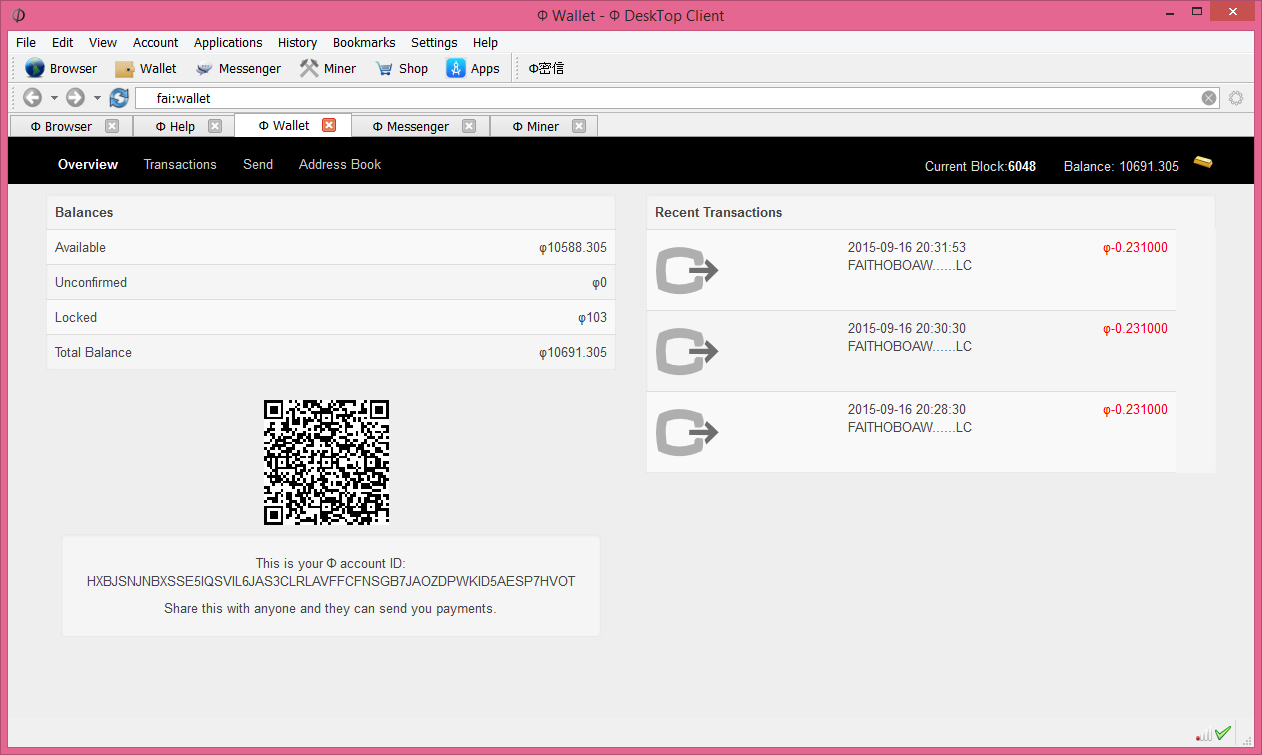 Φ Wallet - Φ DeskTop Client
File Edit View Account Applications History Bookmarks Settings Help
Browser Wallet Messenger Miner Shop Apps Φ密信
fai:wallet
Φ Browser Φ Help Φ Wallet Φ Messenger Φ Miner
Overview Transactions Send Address Book Current Block:6048 Balance: 10691.305
Balances
Available φ10588.305
Unconfirmed φ0
Locked φ103
Total Balance φ10691.305
This is your Φ account ID:
HXBJSNJNBXSSE5IQSVIL6JAS3CLRLAVFFCFNSGB7JAOZDPWKID5AESP7HVOT
Share this with anyone and they can send you payments.
Recent Transactions
2015-09-16 20:31:53 φ-0.231000
FAITHOBOAW......LC
2015-09-16 20:30:30 φ-0.231000
FAITHOBOAW......LC
2015-09-16 20:28:30 φ-0.231000
FAITHOBOAW......LC